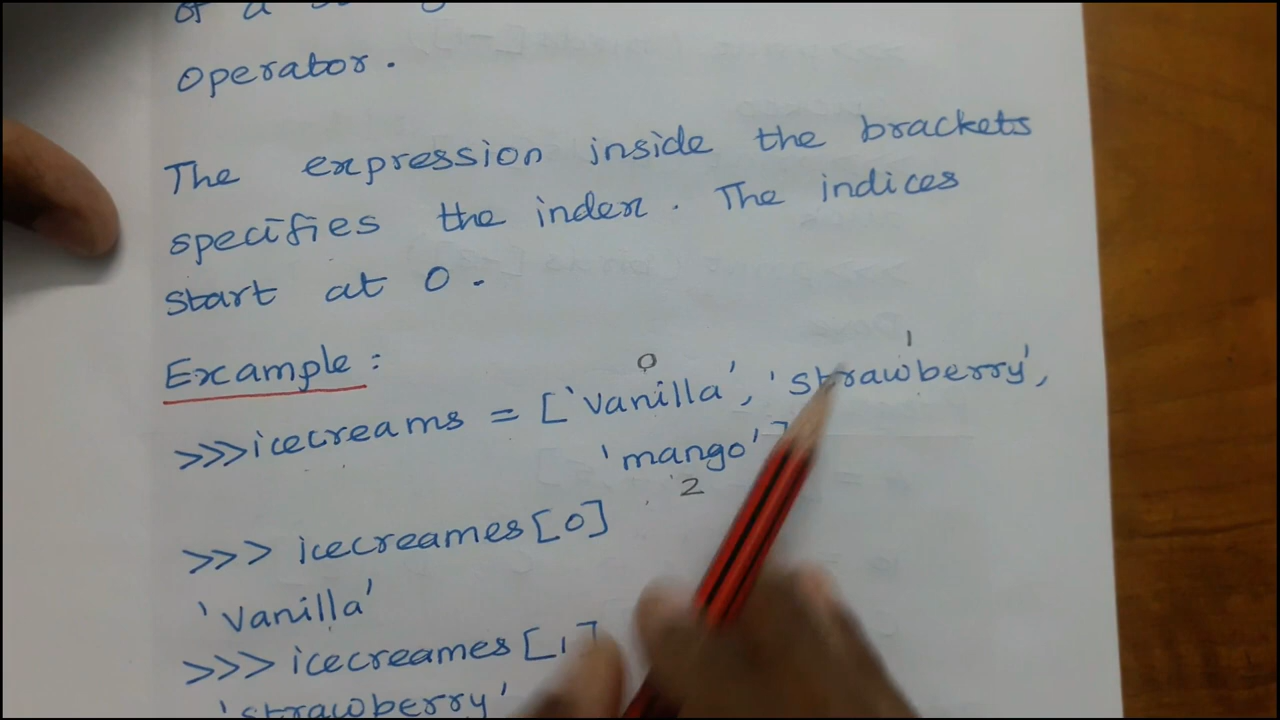 of a
operator.
The expression inside the brackets
specifies the index. The indices
start at 0.
Example:
0 1
>>>icecreams = ['vanilla', 'strawberry',
'mango']
2
>>> icecreames[0]
'vanilla'
>>> icecreames[1]
'strawberry'